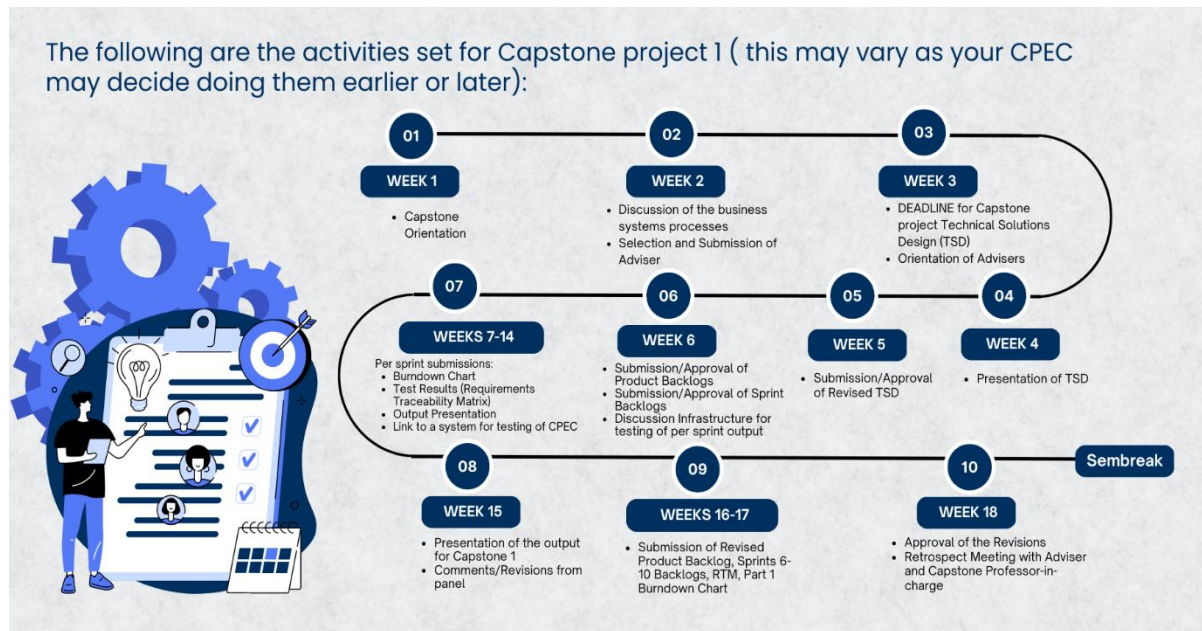 The following are the activities set for Capstone project 1 ( this may vary as your CPEC
may decide doing them earlier or later):
01
WEEK 1
• Capstone
Orientation
02
WEEK 2
• Discussion of the business
systems processes
• Selection and Submission of
Adviser
03
WEEK 3
• DEADLINE for Capstone
project Technical Solutions
Design (TSD)
• Orientation of Advisers
04
WEEK 4
• Presentation of TSD
05
WEEK 5
• Submission/Approval
of Revised TSD
06
WEEK 6
• Submission/Approval of
Product Backlogs
• Submission/Approval of Sprint
Backlogs
• Discussion Infrastructure for
testing of per sprint output
07
WEEKS 7-14
Per sprint submissions:
• Burndown Chart
• Test Results (Requirements
Traceability Matrix)
• Output Presentation
• Link to a system for testing of CPEC
08
WEEK 15
• Presentation of the output
for Capstone 1
• Comments/Revisions from
panel
09
WEEKS 16-17
• Submission of Revised
Product Backlog, Sprints 6-
10 Backlogs, RTM, Part 1
Burndown Chart
10
WEEK 18
• Approval of the Revisions
• Retrospect Meeting with Adviser
and Capstone Professor-in-
charge
Sembreak